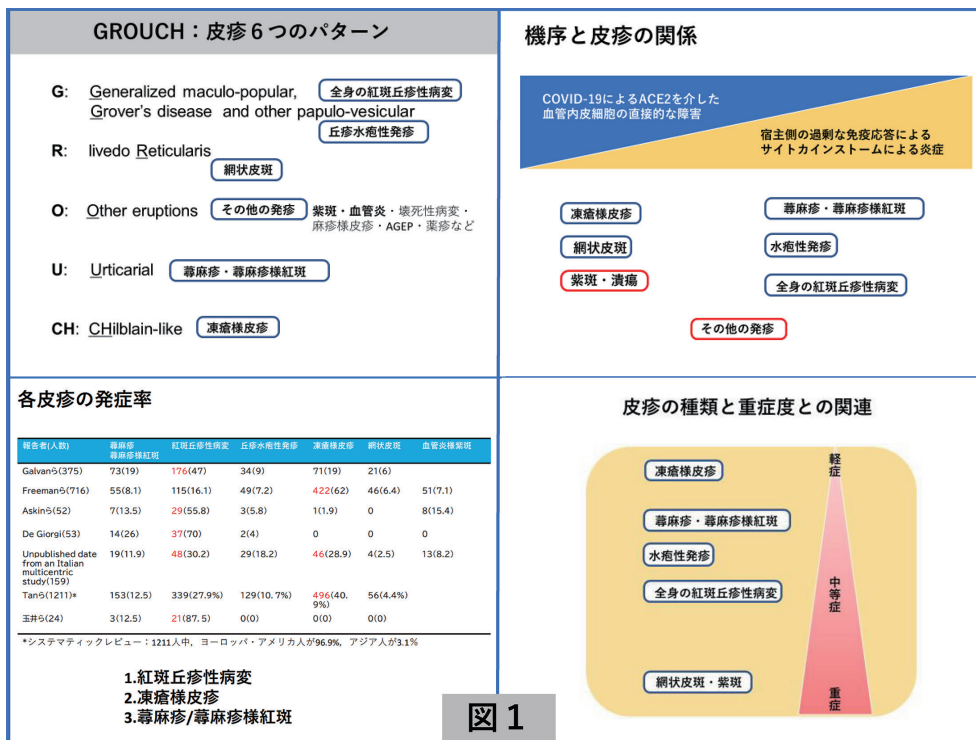 GROUCH：皮疹６つのパターン
G: Generalized maculo-popular, 全身の紅斑丘疹性病変
Grover's disease and other papulo-vesicular
丘疹水疱性発疹
R: livedo Reticularis
網状皮斑
O: Other eruptions その他の発疹 紫斑・血管炎・壊死性病変・
麻疹様皮疹・AGEP・薬疹など
U: Urticarial 蕁麻疹・蕁麻疹様紅斑
CH: CHilblain-like 凍瘡様皮疹
機序と皮疹の関係
COVID-19によるACE2を介した
血管内皮細胞の直接的な障害
宿主側の過剰な免疫応答による
サイトカインストームによる炎症
凍瘡様皮疹 蕁麻疹・蕁麻疹様紅斑
網状皮斑 水疱性発疹
紫斑・潰瘍 全身の紅斑丘疹性病変
その他の発疹
各皮疹の発症率
報告者(人数) 蕁麻疹 紅斑丘疹性病変 丘疹水疱性発疹 凍瘡様皮疹 網状皮斑 血管炎様紫斑
蕁麻疹様紅斑
Galvanら(375) 73(19) 176(47) 34(9) 71(19) 21(6)
Freemanら(716) 55(8.1) 115(16.1) 49(7.2) 422(62) 46(6.4) 51(7.1)
Askinら(52) 7(13.5) 29(55.8) 3(5.8) 1(1.9) 0 8(15.4)
De Giorgi(53) 14(26) 37(70) 2(4) 0 0 0
Unpublished date 19(11.9) 48(30.2) 29(18.2) 46(28.9) 4(2.5) 13(8.2)
from an Italian
multicentric
study(159)
Tanら(1211)* 153(12.5) 339(27.9%) 129(10.7%) 496(40. 56(4.4%)
9%)
玉井ら(24) 3(12.5) 21(87.5) 0(0) 0(0) 0(0)
*システマティックレビュー：1211人中，ヨーロッパ・アメリカ人が96.9%，アジア人が3.1％
1.紅斑丘疹性病変
2.凍瘡様皮疹
3.蕁麻疹/蕁麻疹様紅斑
皮疹の種類と重症度との関連
軽症
凍瘡様皮疹
蕁麻疹・蕁麻疹様紅斑
水疱性発疹
中等症
全身の紅斑丘疹性病変
網状皮斑・紫斑
重症
図１